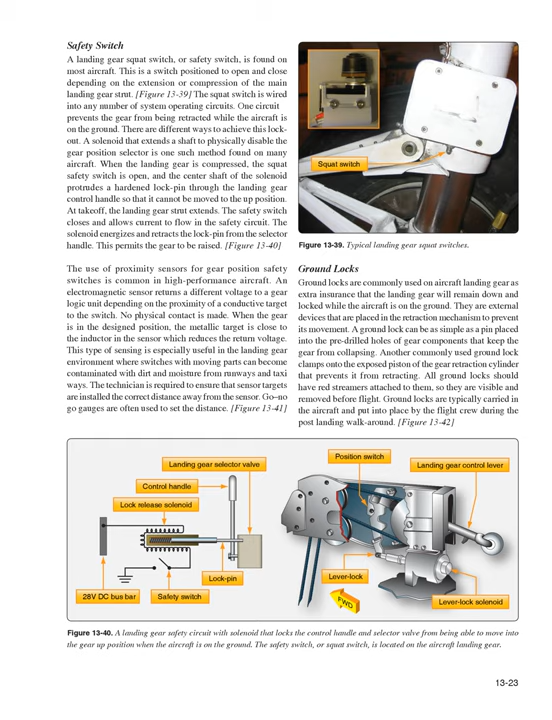 Safety Switch
A landing gear squat switch, or safety switch, is found on
most aircraft. This is a switch positioned to open and close
depending on the extension or compression of the main
landing gear strut. [Figure 13-39] The squat switch is wired
into any number of system operating circuits. One circuit
prevents the gear from being retracted while the aircraft is
on the ground. There are different ways to achieve this lock-
out. A solenoid that extends a shaft to physically disable the
gear position selector is one such method found on many
aircraft. When the landing gear is compressed, the squat
safety switch is open, and the center shaft of the solenoid
protrudes a hardened lock-pin through the landing gear
control handle so that it cannot be moved to the up position.
At takeoff, the landing gear strut extends. The safety switch
closes and allows current to flow in the safety circuit. The
solenoid energizes and retracts the lock-pin from the selector
handle. This permits the gear to be raised. [Figure 13-40]
The use of proximity sensors for gear position safety
switches is common in high-performance aircraft. An
electromagnetic sensor returns a different voltage to a gear
logic unit depending on the proximity of a conductive target
to the switch. No physical contact is made. When the gear
is in the designed position, the metallic target is close to
the inductor in the sensor which reduces the return voltage.
This type of sensing is especially useful in the landing gear
environment where switches with moving parts can become
contaminated with dirt and moisture from runways and taxi
ways. The technician is required to ensure that sensor targets
are installed the correct distance away from the sensor. Go–no
go gauges are often used to set the distance. [Figure 13-41]
Squat switch
Figure 13-39. Typical landing gear squat switches.
Ground Locks
Ground locks are commonly used on aircraft landing gear as
extra insurance that the landing gear will remain down and
locked while the aircraft is on the ground. They are external
devices that are placed in the retraction mechanism to prevent
its movement. A ground lock can be as simple as a pin placed
into the pre-drilled holes of gear components that keep the
gear from collapsing. Another commonly used ground lock
clamps onto the exposed piston of the gear retraction cylinder
that prevents it from retracting. All ground locks should
have red streamers attached to them, so they are visible and
removed before flight. Ground locks are typically carried in
the aircraft and put into place by the flight crew during the
post landing walk-around. [Figure 13-42]
Landing gear selector valve
Control handle
Lock release solenoid
Lock-pin
28V DC bus bar
Safety switch
Position switch
Landing gear control lever
Lever-lock
FWD
Lever-lock solenoid
Figure 13-40. A landing gear safety circuit with solenoid that locks the control handle and selector valve from being able to move into
the gear up position when the aircraft is on the ground. The safety switch, or squat switch, is located on the aircraft landing gear.
13-23